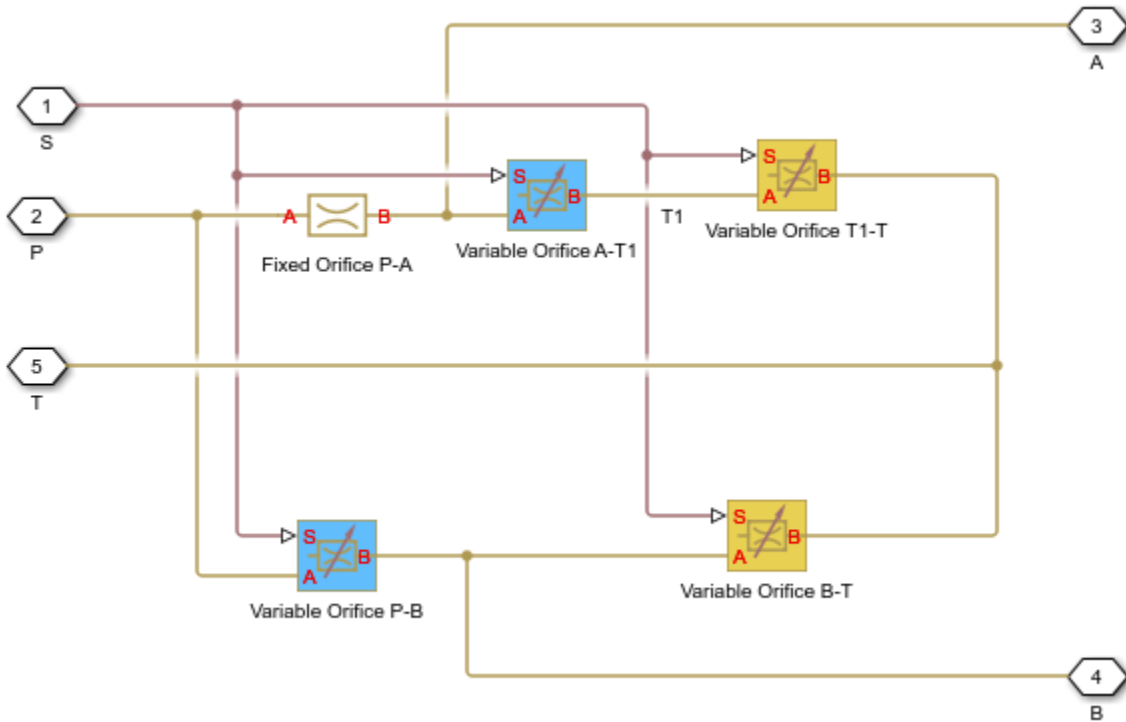 3
A
1
S
S
B
A
S
B
A
T1
Variable Orifice T1-T
2
P
A
B
Fixed Orifice P-A
Variable Orifice A-T1
5
T
S
B
A
Variable Orifice P-B
S
B
A
Variable Orifice B-T
4
B